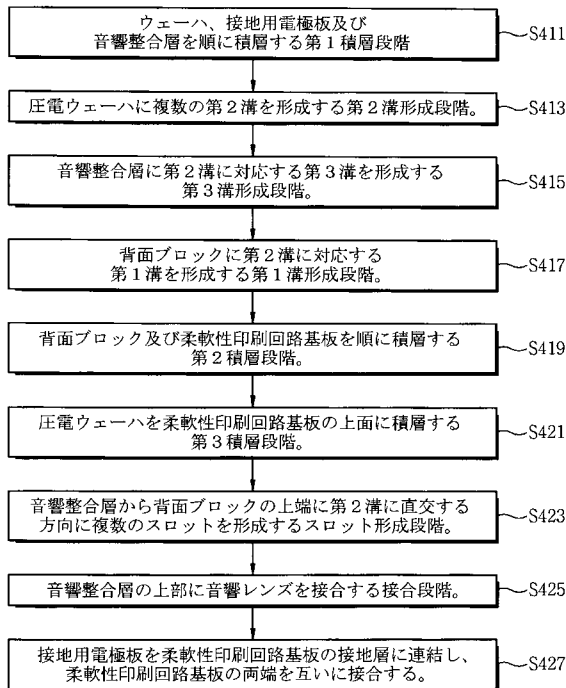 ウェーハ、接地用電極板及び
音響整合層を順に積層する第1積層段階
S411
圧電ウェーハに複数の第2溝を形成する第2溝形成段階。
S413
音響整合層に第2溝に対応する第3溝を形成する
第3溝形成段階。
S415
背面ブロックに第2溝に対応する
第1溝を形成する第1溝形成段階。
S417
背面ブロック及び柔軟性印刷回路基板を順に積層する
第2積層段階。
S419
圧電ウェーハを柔軟性印刷回路基板の上面に積層する
第3積層段階。
S421
音響整合層から背面ブロックの上端に第2溝に直交する
方向に複数のスロットを形成するスロット形成段階。
S423
音響整合層の上部に音響レンズを接合する接合段階。
S425
接地用電極板を柔軟性印刷回路基板の接地層に連結し、
柔軟性印刷回路基板の両端を互いに接合する。
S427